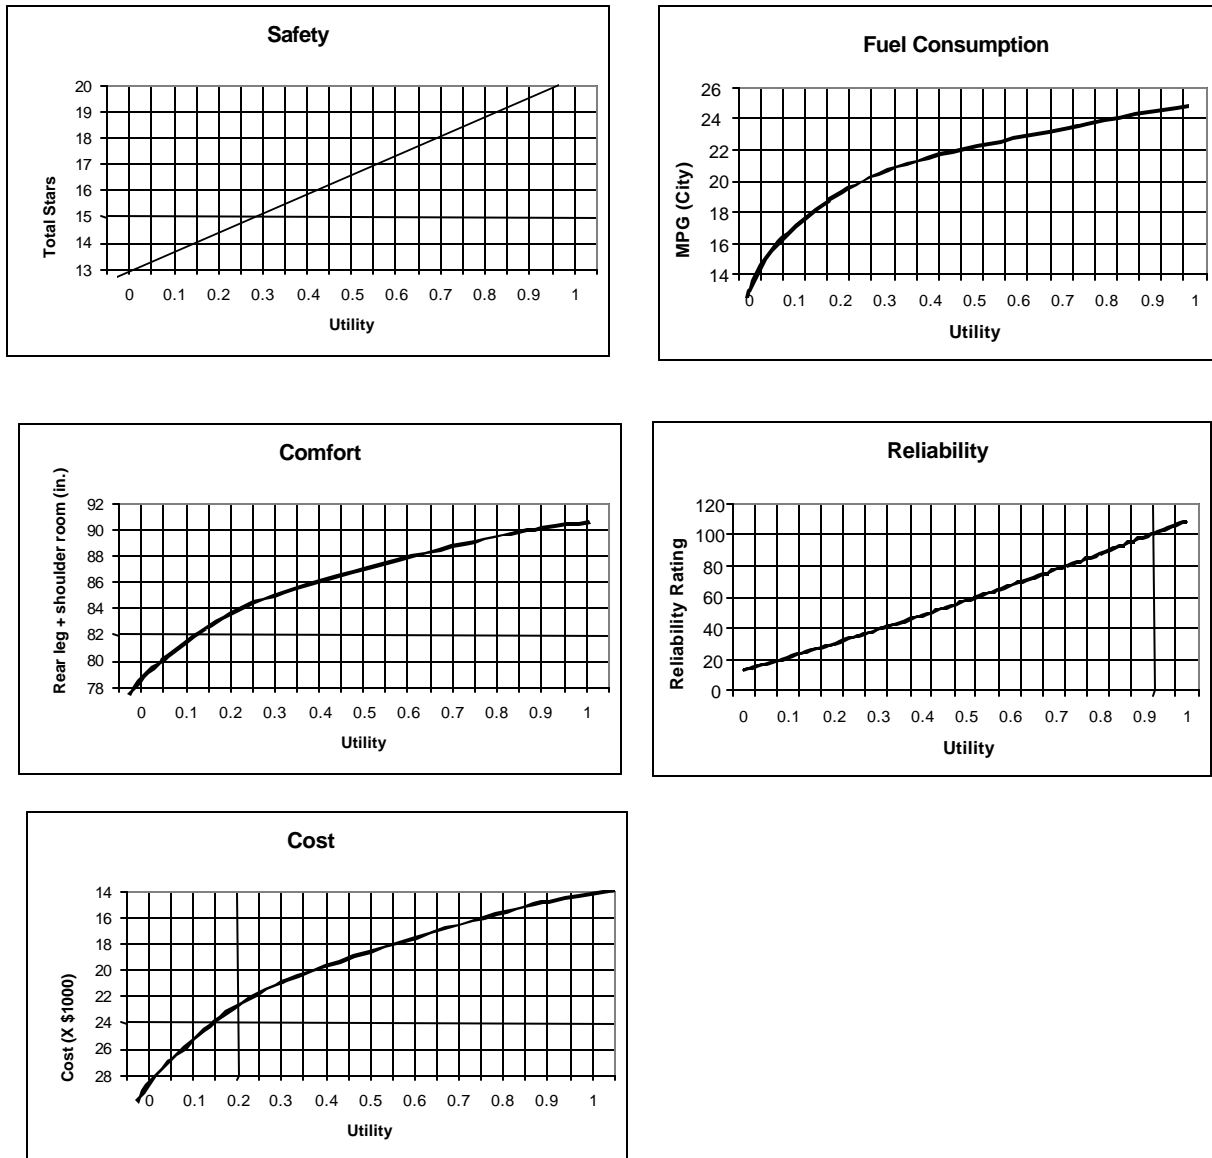 Safety
Total Stars
20
19
18
17
16
15
14
13
0 0.1 0.2 0.3 0.4 0.5 0.6 0.7 0.8 0.9 1
Utility
Fuel Consumption
MPG (City)
26
24
22
20
18
16
14
0 0.1 0.2 0.3 0.4 0.5 0.6 0.7 0.8 0.9 1
Utility
Comfort
Rear leg + shoulder room (in.)
92
90
88
86
84
82
80
78
0 0.1 0.2 0.3 0.4 0.5 0.6 0.7 0.8 0.9 1
Utility
Reliability
Reliability Rating
120
100
80
60
40
20
0
0 0.1 0.2 0.3 0.4 0.5 0.6 0.7 0.8 0.9 1
Utility
Cost
Cost (X $1000)
14
16
18
20
22
24
26
28
0 0.1 0.2 0.3 0.4 0.5 0.6 0.7 0.8 0.9 1
Utility